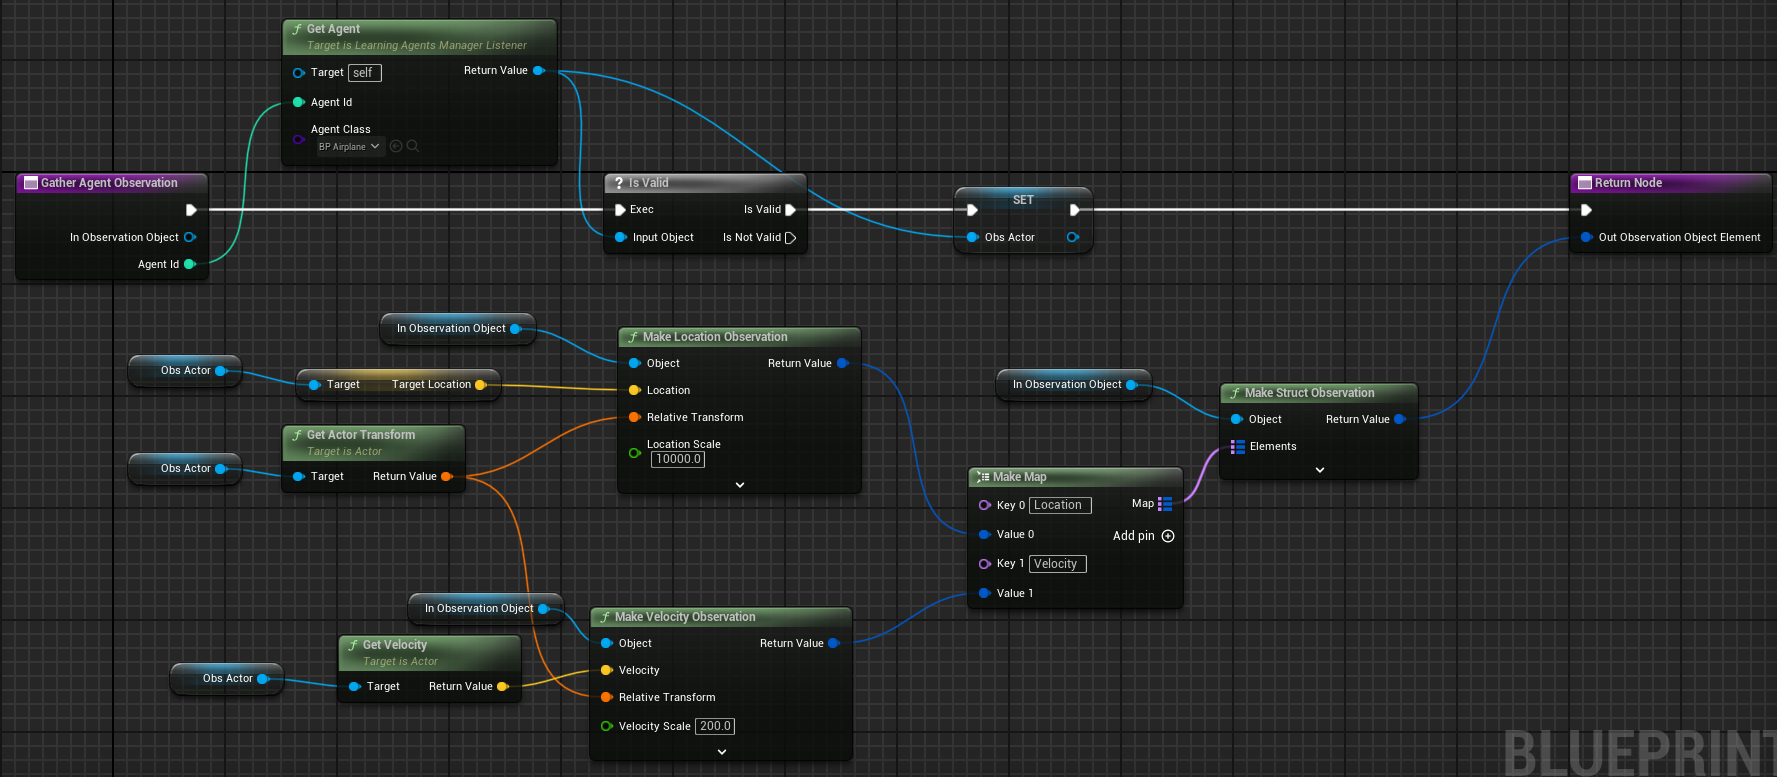 Get Agent
Target is Learning Agents Manager Listener
Target self
Return Value
Agent Id
Agent Class
BP Airplane
Gather Agent Observation
In Observation Object
Agent Id
? Is Valid
Exec
Is Valid
Input Object
Is Not Valid
SET
Obs Actor
Return Node
Out Observation Object Element
In Observation Object
Obs Actor
Target
Target Location
Make Location Observation
Object
Return Value
Location
Relative Transform
Location Scale
10000.0
Get Actor Transform
Target is Actor
Obs Actor
Target
Return Value
In Observation Object
Make Struct Observation
Object
Return Value
Elements
Make Map
Key 0 Location
Map
Value 0
Add pin
Key 1 Velocity
Value 1
In Observation Object
Make Velocity Observation
Object
Return Value
Velocity
Relative Transform
Velocity Scale 200.0
Get Velocity
Target is Actor
Obs Actor
Target
Return Value
BLUEPRINT